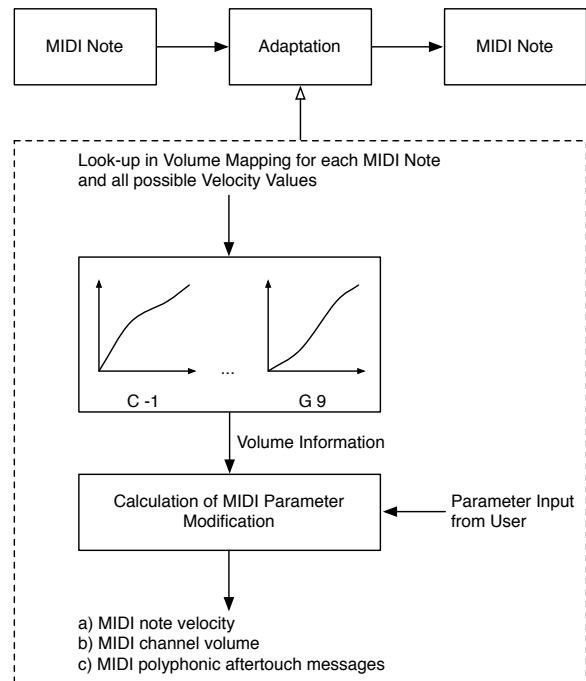 MIDI Note
Adaptation
MIDI Note
Look-up in Volume Mapping for each MIDI Note
and all possible Velocity Values
...
C -1
G 9
Volume Information
Calculation of MIDI Parameter
Modification
Parameter Input
from User
a) MIDI note velocity
b) MIDI channel volume
c) MIDI polyphonic aftertouch messages